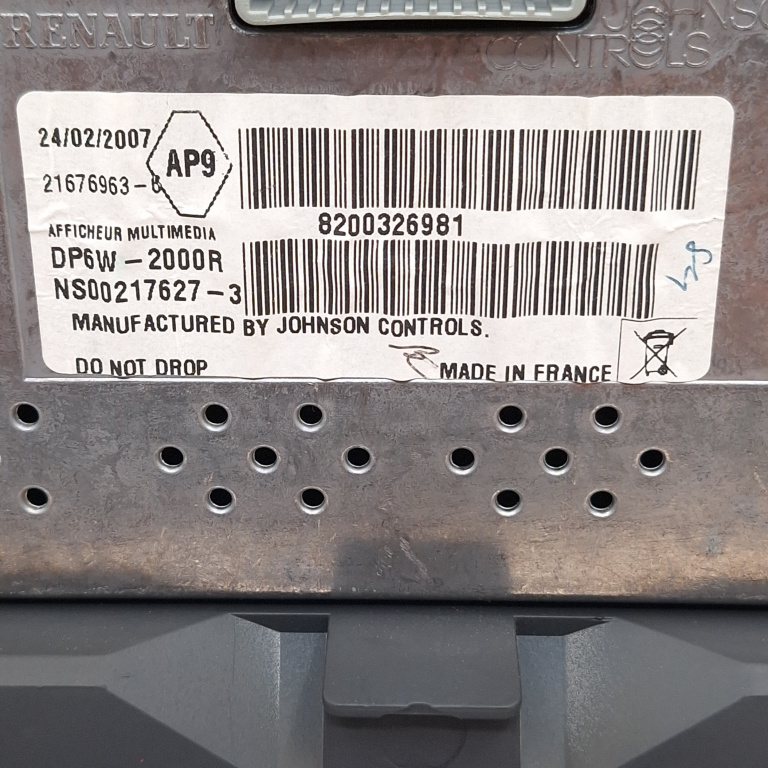 RENAULT
JOHNSO
CONTROLS
24/02/2007
AP9
21676963-
8200326981
AFFICHEUR MULTIMEDIA
DP6W-2000R
NS00217627-3
MANUFACTURED BY JOHNSON CONTROLS.
DO NOT DROP
MADE IN FRANCE